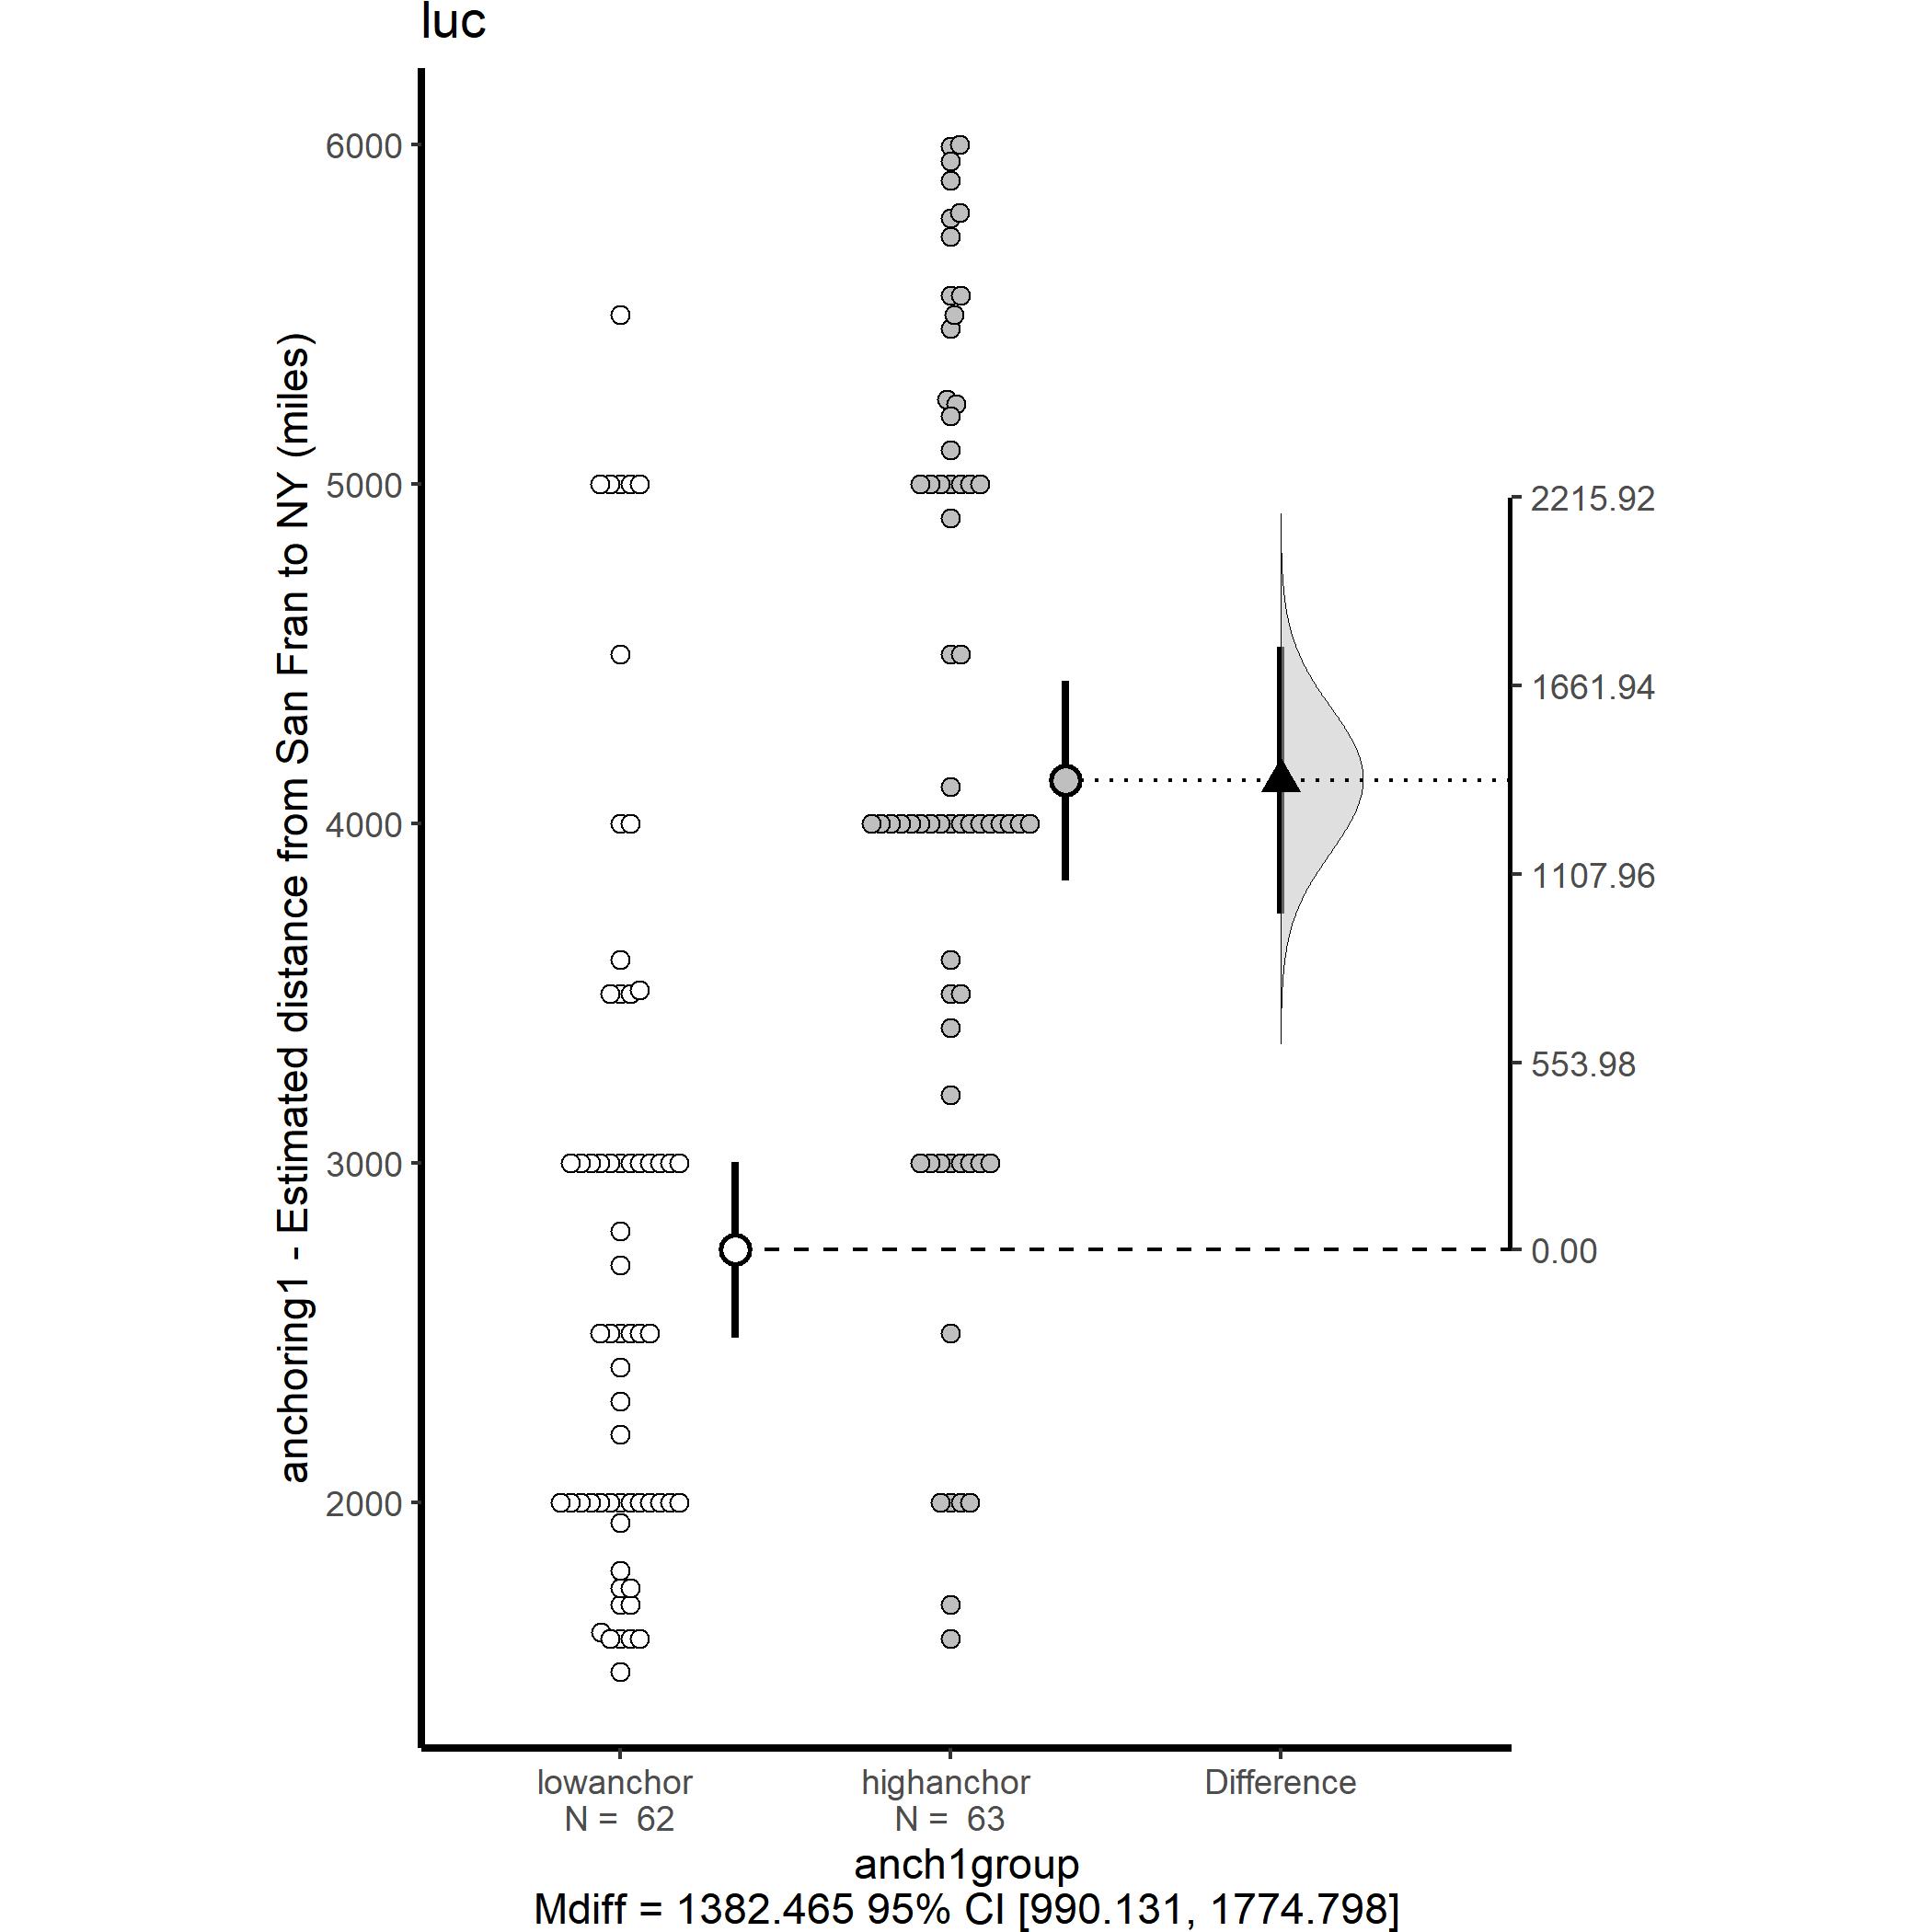 luc
anchoring1 - Estimated distance from San Fran to NY (miles)
6000
5000
4000
3000
2000
2215.92
1661.94
1107.96
553.98
0.00
lowanchor
N =  62
highanchor
N =  63
Difference
anch1group
Mdiff = 1382.465 95% CI [990.131, 1774.798]